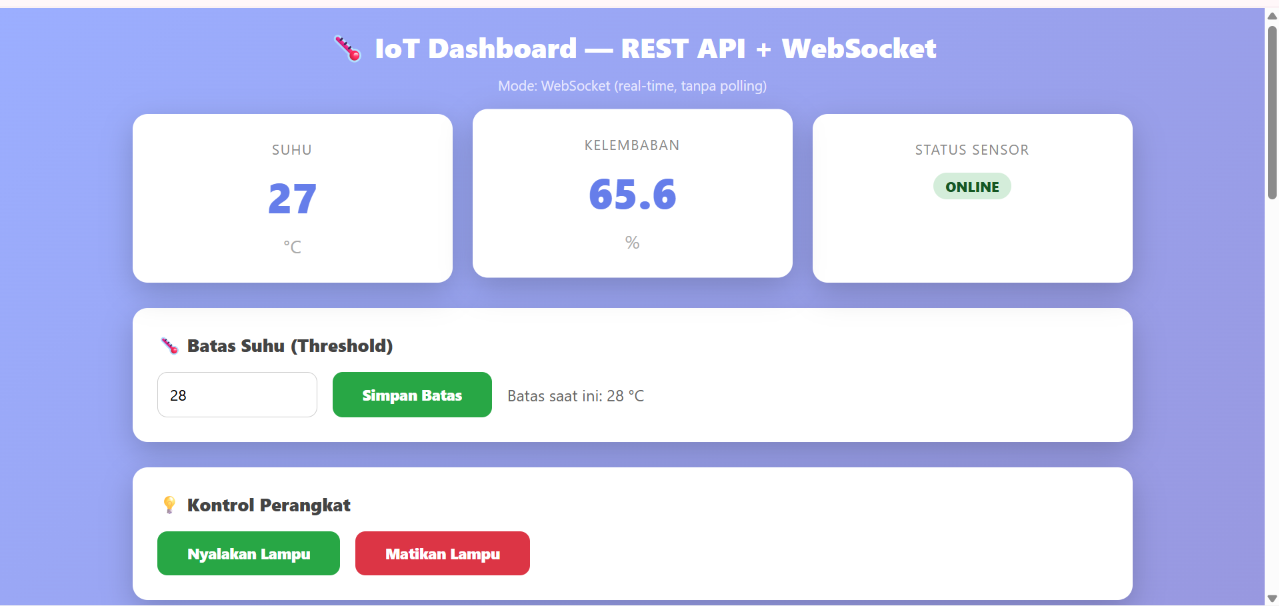 IoT Dashboard — REST API + WebSocket
Mode: WebSocket (real-time, tanpa polling)
SUHU
27
°C
KELEMBABAN
65.6
%
STATUS SENSOR
ONLINE
Batas Suhu (Threshold)
28
Simpan Batas
Batas saat ini: 28 °C
Kontrol Perangkat
Nyalakan Lampu
Matikan Lampu